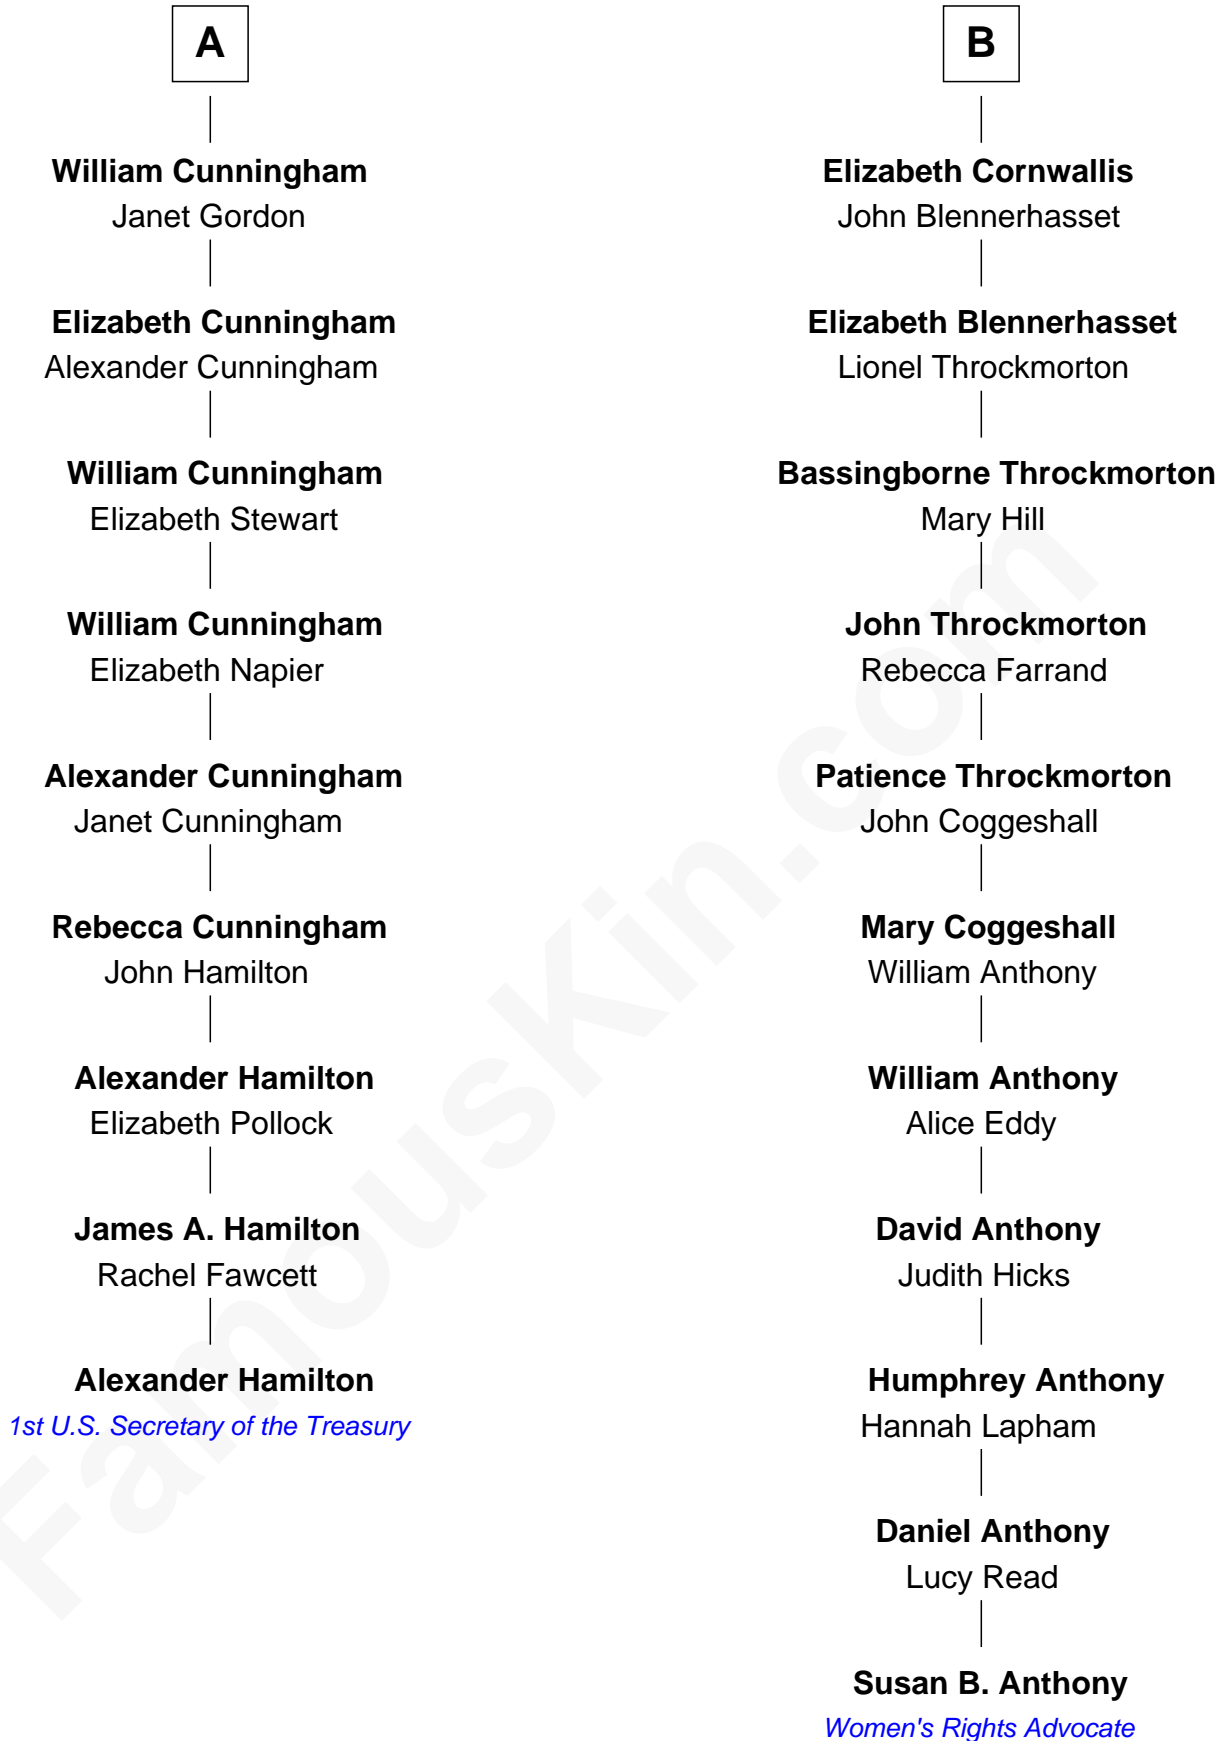 A
William Cunningham
Janet Gordon
Elizabeth Cunningham
Alexander Cunningham
William Cunningham
Elizabeth Stewart
William Cunningham
Elizabeth Napier
Alexander Cunningham
Janet Cunningham
Rebecca Cunningham
John Hamilton
Alexander Hamilton
Elizabeth Pollock
James A. Hamilton
Rachel Fawcett
Alexander Hamilton
1st U.S. Secretary of the Treasury
B
Elizabeth Cornwallis
John Blennerhasset
Elizabeth Blennerhasset
Lionel Throckmorton
Bassingborne Throckmorton
Mary Hill
John Throckmorton
Rebecca Farrand
Patience Throckmorton
John Coggeshall
Mary Coggeshall
William Anthony
William Anthony
Alice Eddy
David Anthony
Judith Hicks
Humphrey Anthony
Hannah Lapham
Daniel Anthony
Lucy Read
Susan B. Anthony
Women's Rights Advocate
FamousKin.com